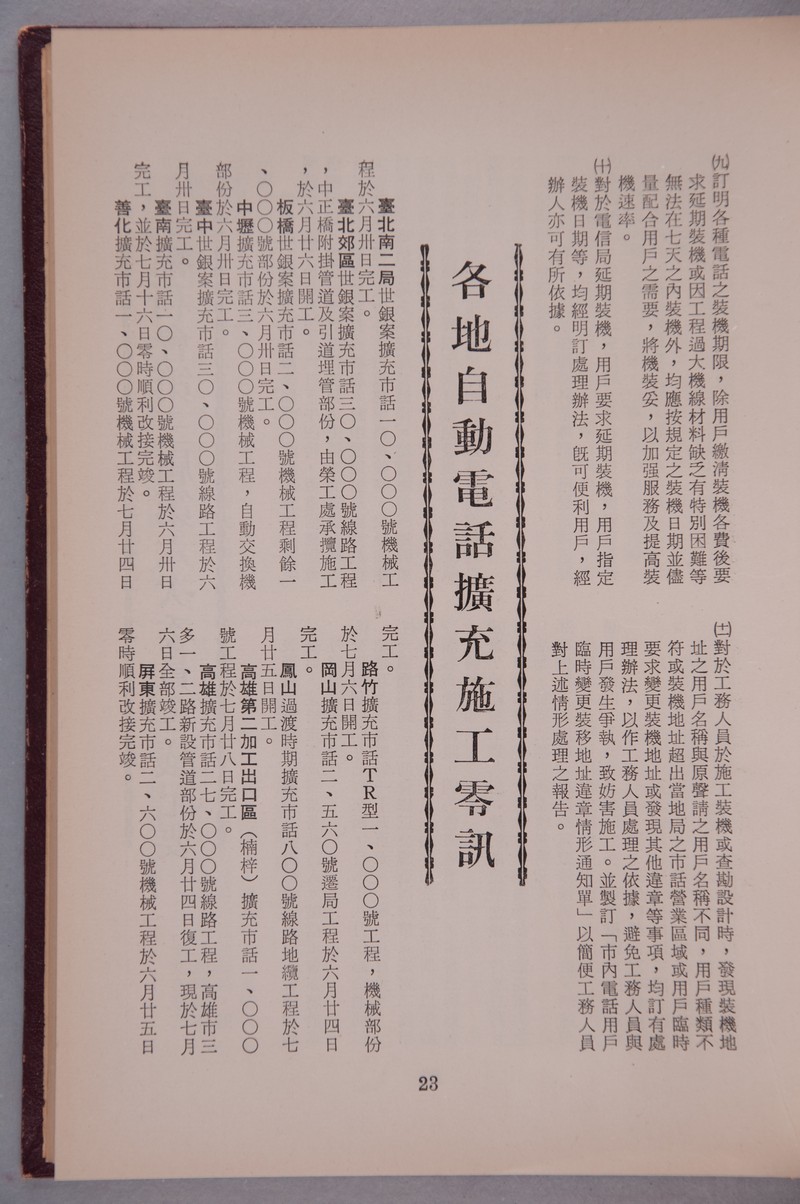 ㈨訂明各種電話之裝機期限，除用戶繳淸裝機各費後要
求延期裝機或因工程過大機線材料缺乏有特別困難等
無法在七天之內裝機外，均應按規定之裝機日期並儘
量配合用戶之需要，將機裝妥，以加强服務及提高裝
機速率。
㈩對於電信局延期裝機，用戶要求延期裝機，用戶指定
裝機日期等，均經明訂處理辦法，旣可便利用戶，經
辦人亦可有所依據。
(十一)對於工務人員於施工裝機或查勘設計時，發現裝機地
址之用戶名稱與原聲請之用戶名稱不同，用戶種類不
符或裝機地址超出當地局之市話營業區域或用戶臨時
要求變更裝機地址或發現其他違章等事項，均訂有處
理辦法，以作工務人員處理之依據，避免工務人員與
用戶發生爭執，致妨害施工。並製訂「市內電話用戶
臨時變更裝移地址違章情形通知單」以簡便工務人員
對上述情形處理之報告。
各地自動電話擴充施工零訊
臺北南二局世銀案擴充市話一〇、〇〇〇號機械工
程於六月卅日完工。
臺北郊區世銀案擴充市話三〇、〇〇〇號線路工程
，中正橋附掛管道及引道埋管部份，由榮工處承攬施工
，於六月廿六日開工。
板橋世銀案擴充市話二、〇〇〇號機械工程剩餘一
、〇〇〇號部份於六月卅日完工。
中壢擴充市話三、〇〇〇號機械工程，自動交換機
部份於六月卅日完工。
臺中世銀案擴充市話三〇、〇〇〇號線路工程於六
月卅日完工。
臺南擴充市話一〇、〇〇〇號機械工程於六月卅日
完工，並於七月十六日零時順利改接完竣。
善化擴充市話一、〇〇〇號機械工程於七月廿四日
完工。
路竹擴充市話TR型一、〇〇〇號工程，機械部份
於七月六日開工。
岡山擴充市話二、五六〇號遷局工程於六月廿四日
完工。
鳳山過渡時期擴充市話八〇〇號線路地纜工程於七
月廿五日開工。
高雄第二加工出口區（楠梓）擴充市話一、〇〇〇
號工程於七月廿八日完工。
高雄擴充市話二七、〇〇〇號線路工程，高雄市三
多一、二路新設管道部份於六月廿四日復工，現於七月
六日全部竣工。
屏東擴充市話二、六〇〇號機械工程於六月廿五日
零時順利改接完竣。
23